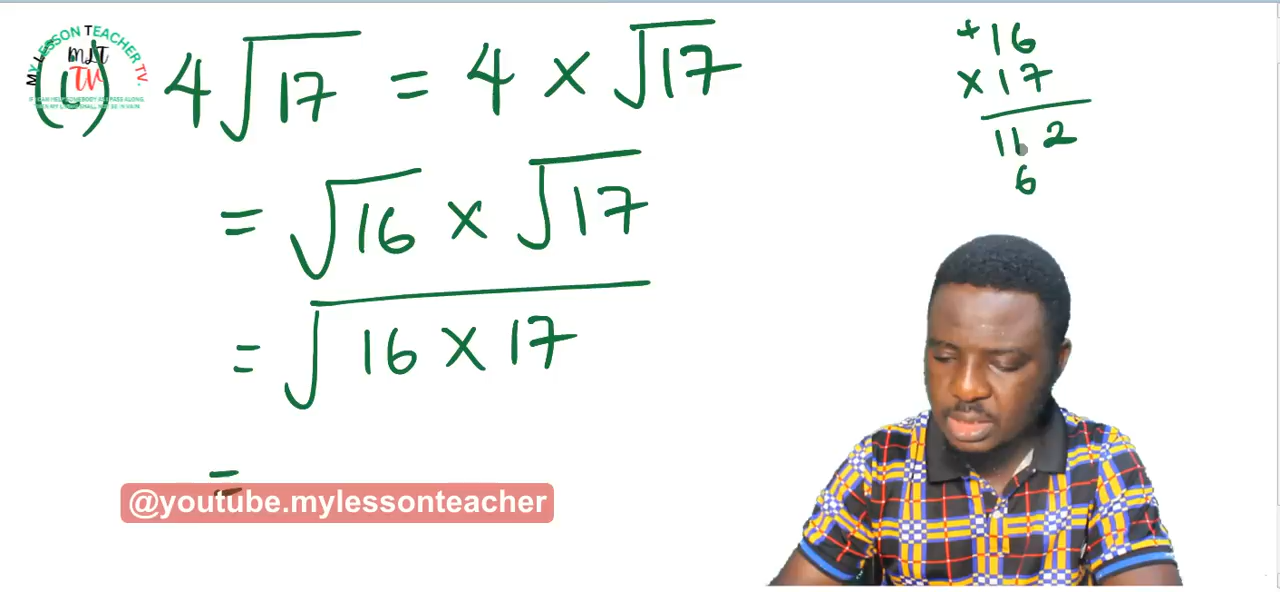 MY LESSON TEACHER TV.
MLT
TV
(c) 4√17 = 4 × √17
= √16 × √17
= √16 × 17
=
+16
×17
112
6
@youtube.mylessonteacher